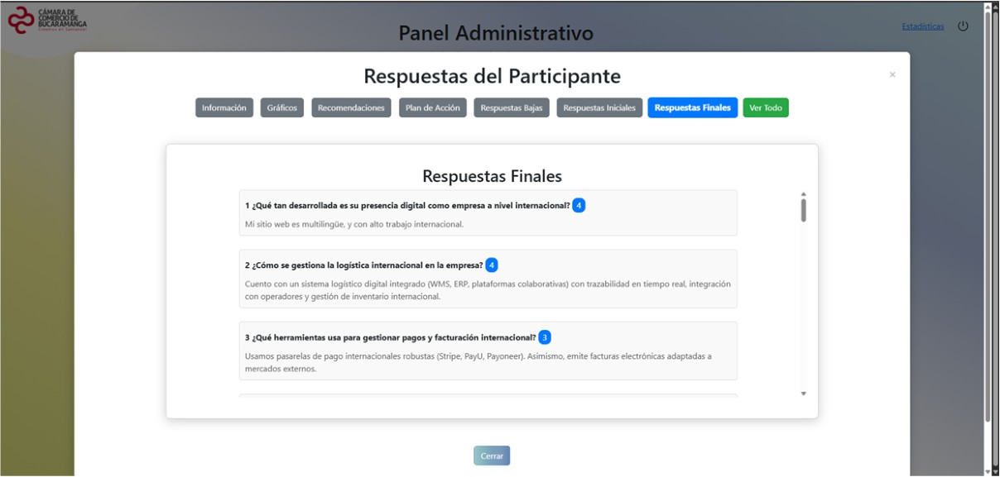 CÁMARA DE
COMERCIO DE
BUCARAMANGA
Creemos en Santander
Panel Administrativo
Estadísticas
Respuestas del Participante
×
Información
Gráficos
Recomendaciones
Plan de Acción
Respuestas Bajas
Respuestas Iniciales
Respuestas Finales
Ver Todo
Respuestas Finales
1 ¿Qué tan desarrollada es su presencia digital como empresa a nivel internacional? 4
Mi sitio web es multilingüe, y con alto trabajo internacional.
2 ¿Cómo se gestiona la logística internacional en la empresa? 4
Cuento con un sistema logístico digital integrado (WMS, ERP, plataformas colaborativas) con trazabilidad en tiempo real, integración
con operadores y gestión de inventario internacional.
3 ¿Qué herramientas usa para gestionar pagos y facturación internacional? 3
Usamos pasarelas de pago internacionales robustas (Stripe, PayU, Payoneer). Asimismo, emite facturas electrónicas adaptadas a
mercados externos.
Cerrar